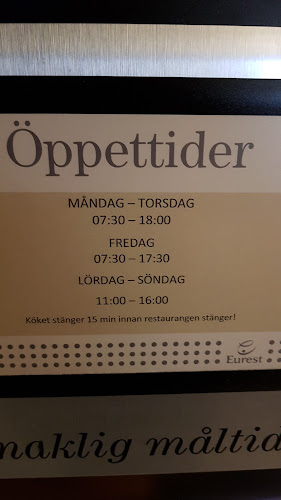 Öppettider
MÅNDAG – TORSDAG
07:30 – 18:00
FREDAG
07:30 – 17:30
LÖRDAG – SÖNDAG
11:00 – 16:00
Köket stänger 15 min innan restaurangen stänger!
Eurest
maklig måltid